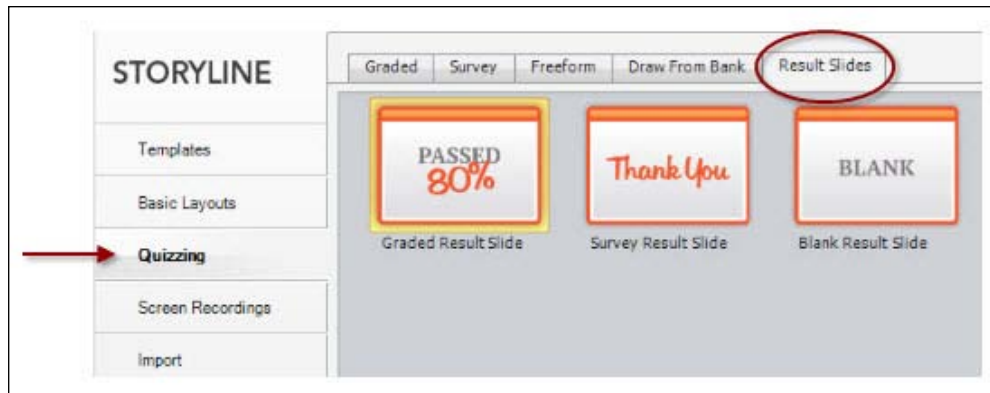 STORYLINE
Templates
Basic Layouts
Quizzing
Screen Recordings
Import
Graded Survey Freeform Draw From Bank Result Slides
PASSED
80%
Thank You
BLANK
Graded Result Slide Survey Result Slide Blank Result Slide